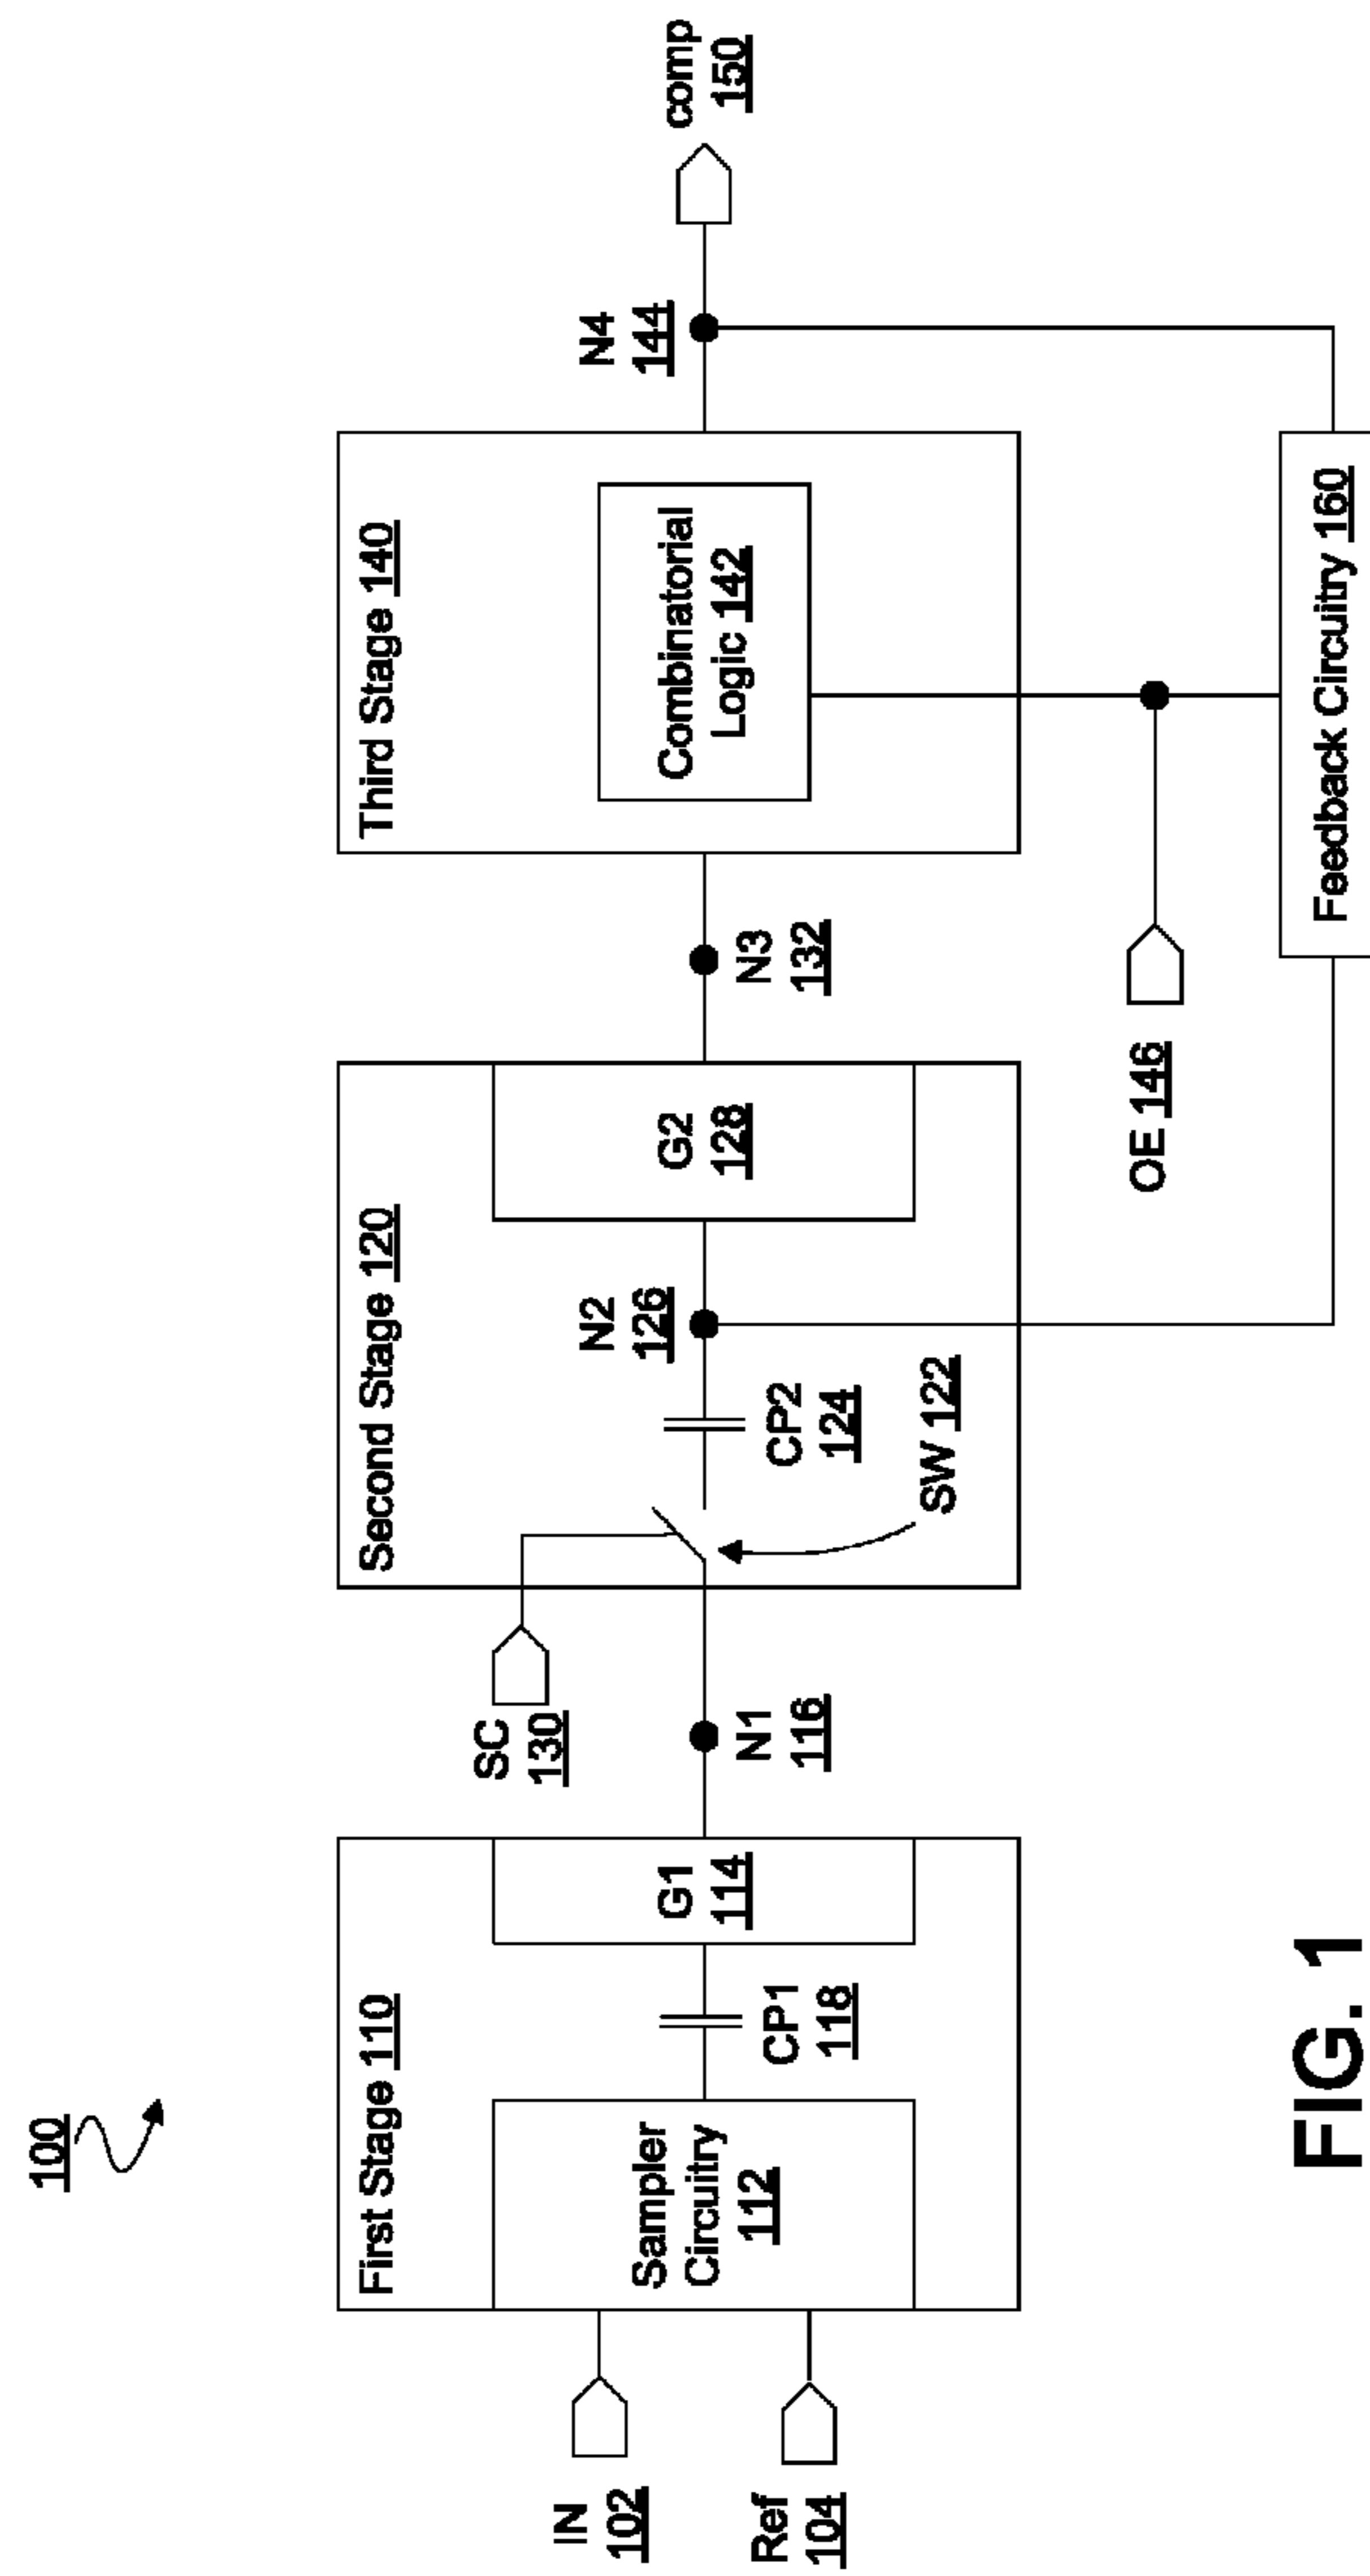 100
First Stage 110
Second Stage 120
Third Stage 140
IN
102
Ref
104
Sampler
Circuitry
112
CP1
118
G1
114
N1
116
SC
130
SW 122
CP2
124
N2
126
G2
128
N3
132
Combinatorial
Logic 142
N4
144
comp
150
OE 146
Feedback Circuitry 160
FIG. 1